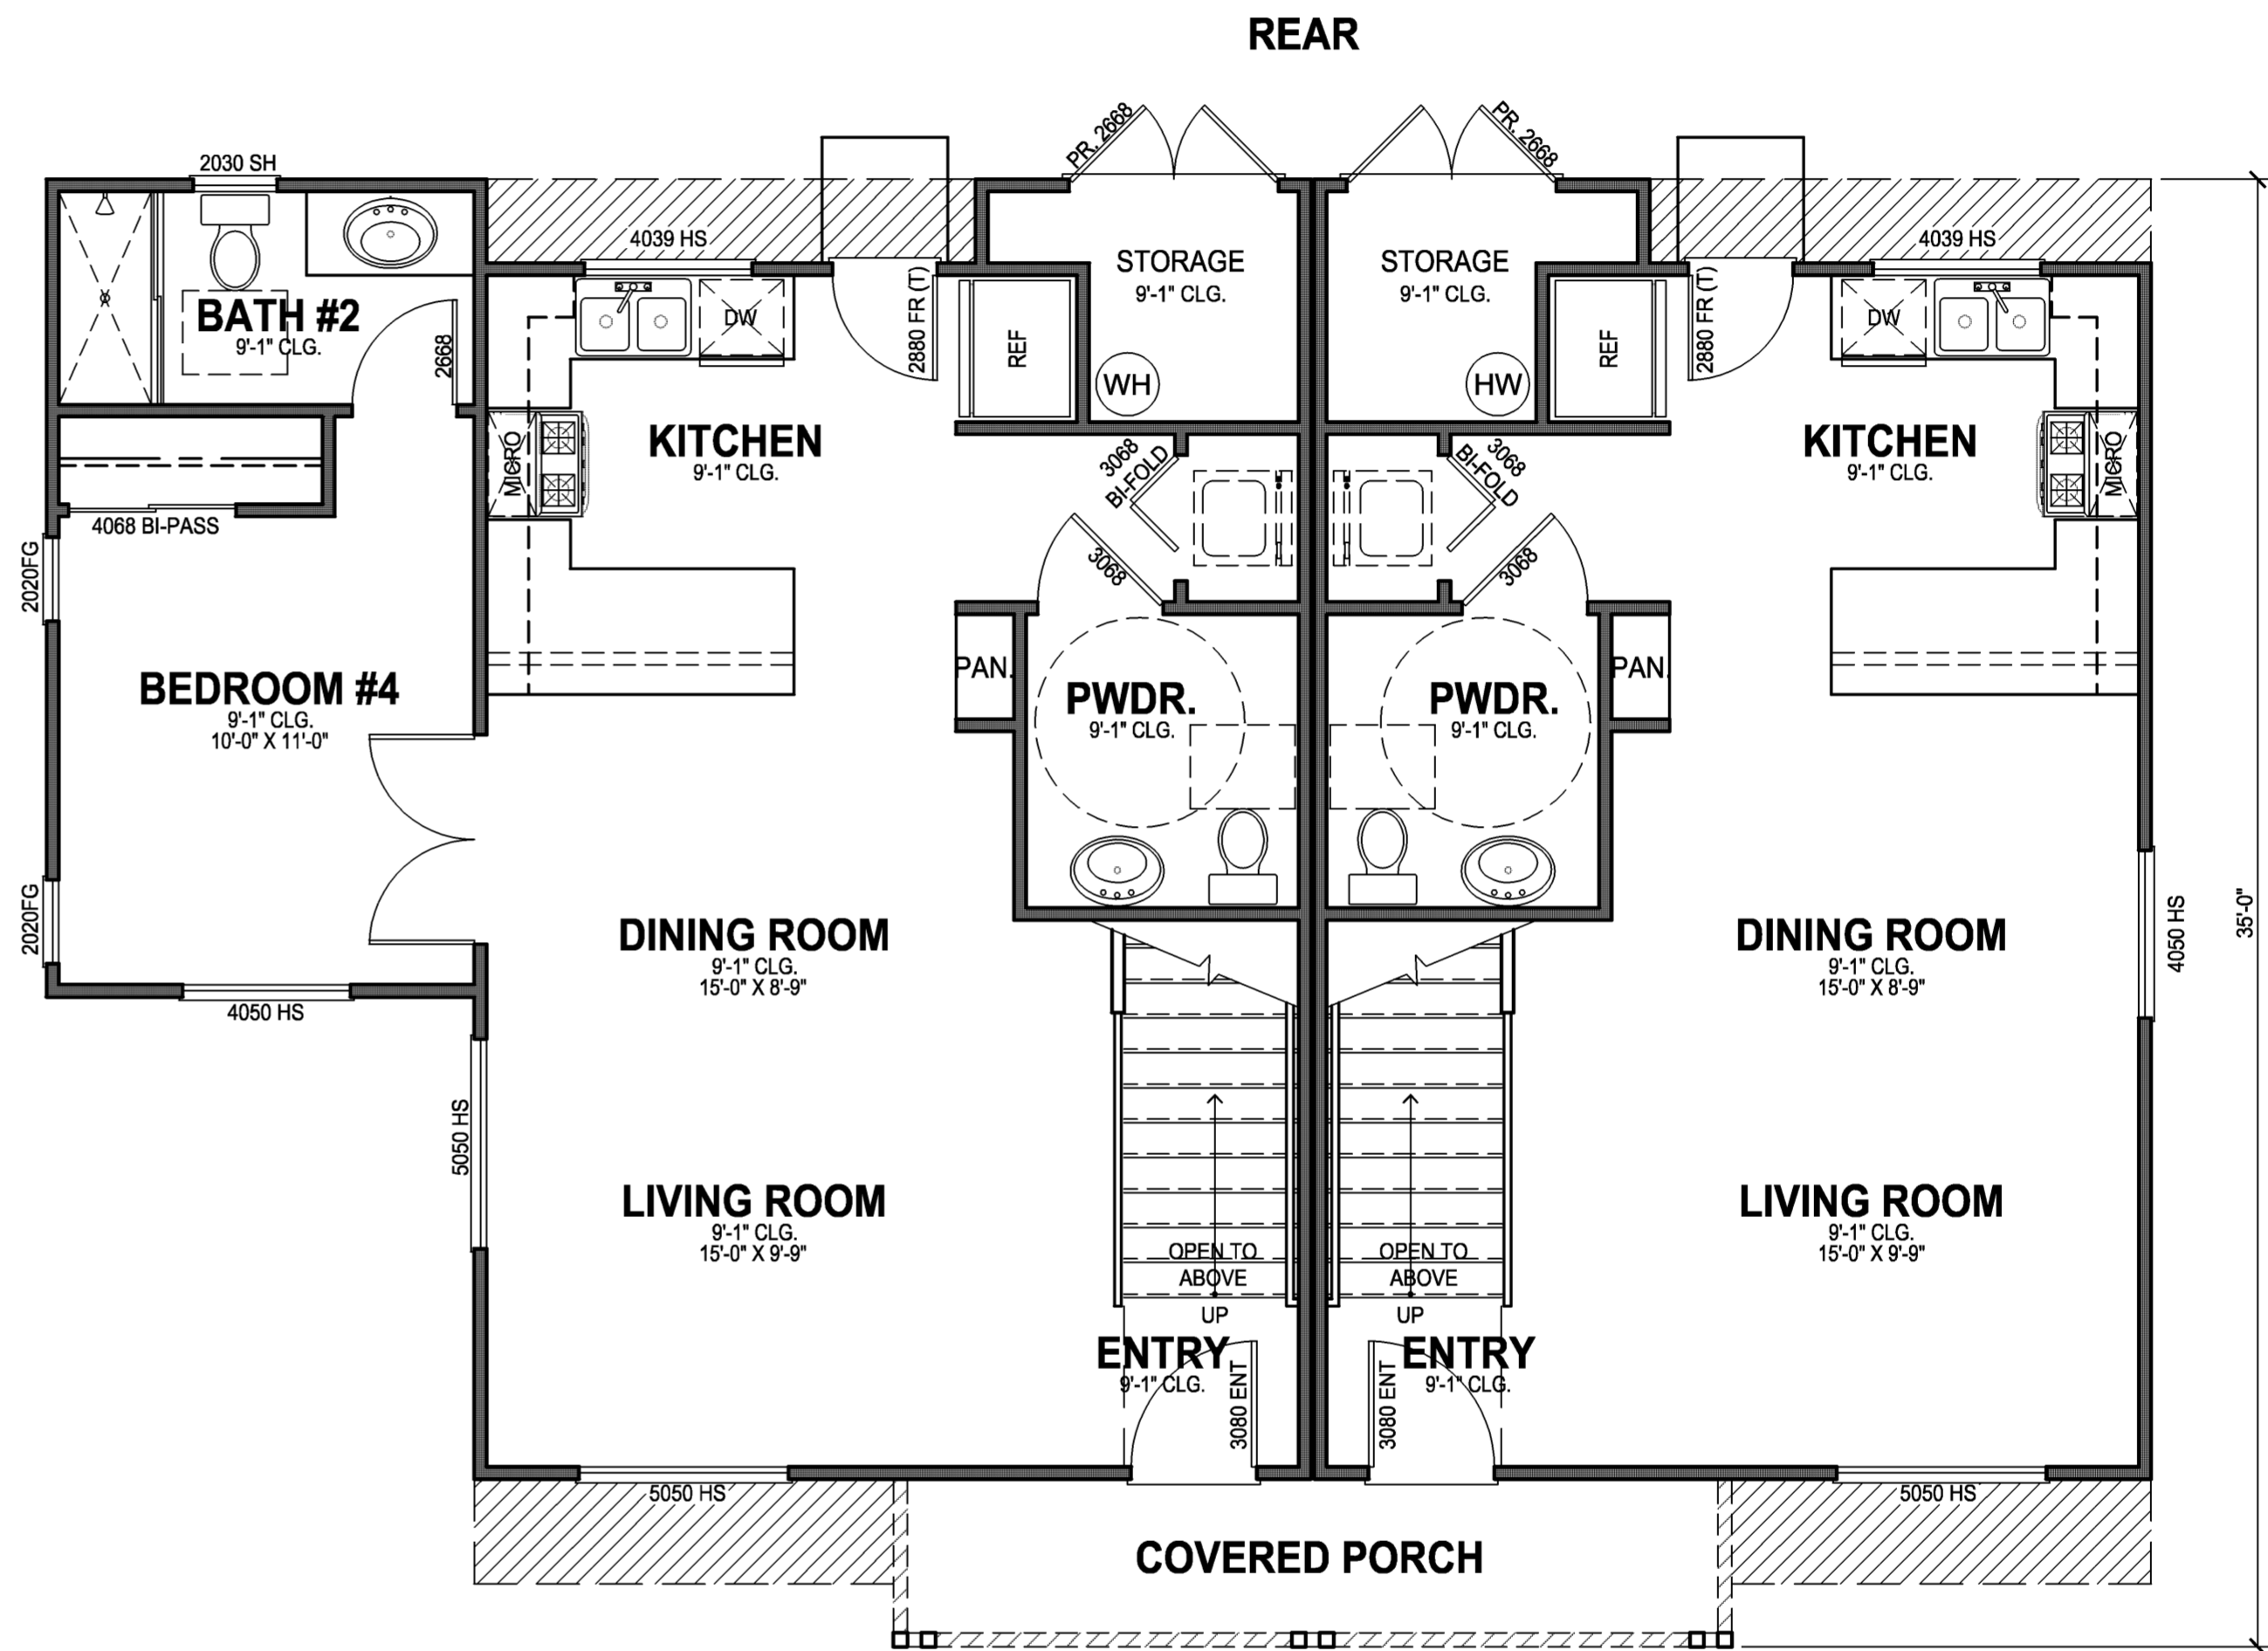 REAR
PR. 2668
PR. 2668
2030 SH
4039 HS
4039 HS
STORAGE
9'-1" CLG.
STORAGE
9'-1" CLG.
BATH #2
9'-1" CLG.
2668
DW
2880 FR (T)
REF
WH
HW
REF
2880 FR (T)
DW
MICRO
KITCHEN
9'-1" CLG.
3068
BI-FOLD
3068
BI-FOLD
KITCHEN
9'-1" CLG.
MICRO
4068 BI-PASS
2020FG
3068
3068
BEDROOM #4
9'-1" CLG.
10'-0" X 11'-0"
PAN.
PWDR.
9'-1" CLG.
PWDR.
9'-1" CLG.
PAN.
2020FG
4050 HS
DINING ROOM
9'-1" CLG.
15'-0" X 8'-9"
DINING ROOM
9'-1" CLG.
15'-0" X 8'-9"
4050 HS
35'-0"
5050 HS
LIVING ROOM
9'-1" CLG.
15'-0" X 9'-9"
OPEN TO
ABOVE
UP
OPEN TO
ABOVE
UP
LIVING ROOM
9'-1" CLG.
15'-0" X 9'-9"
ENTRY
9'-1" CLG.
3080 ENT
3080 ENT
ENTRY
9'-1" CLG.
5050 HS
5050 HS
COVERED PORCH